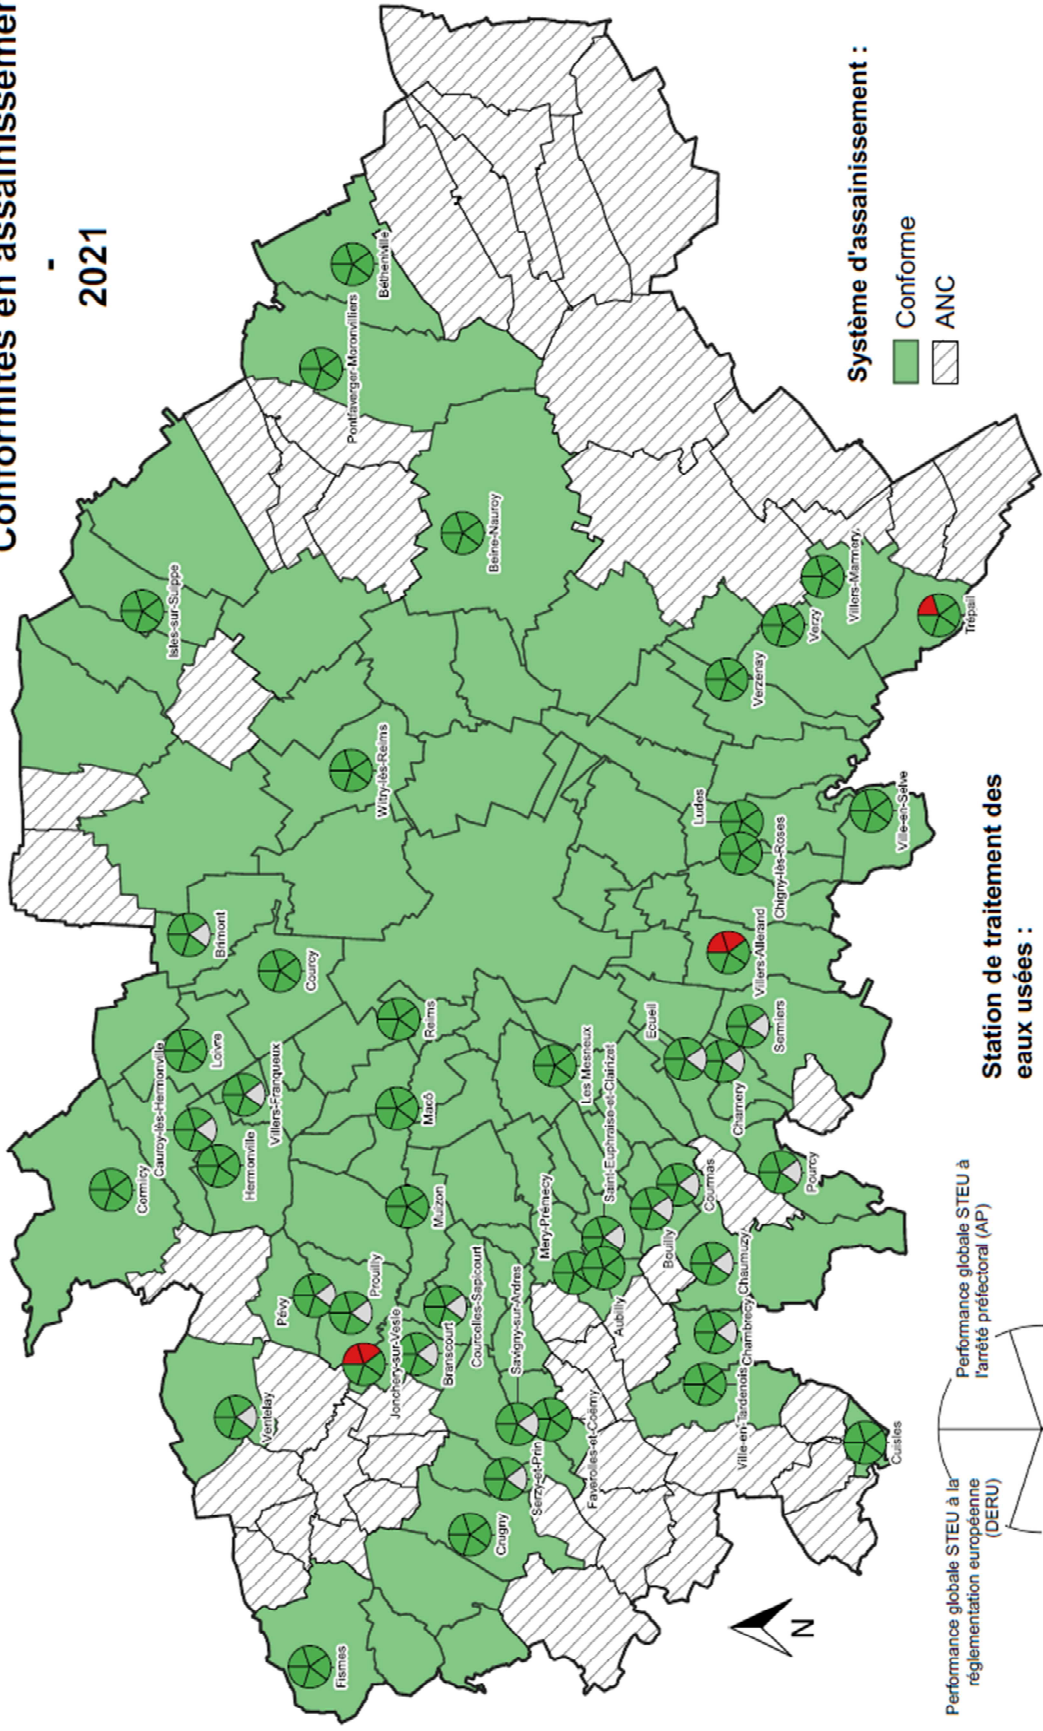 Conformités en assainissemen
-
2021
Fismes
Crugny
Serzy-et-Prin
Faverolles-et-Coëmy
Savigny-sur-Ardres
Ventelay
Jonchery-sur-Vesle
Branscourt
Courcelles-Sapicourt
Prouilly
Pévy
Muizon
Cormicy
Cauroy-lès-Hermonville
Hermonville
Villers-Franqueux
Loivre
Brimont
Courcy
Reims
Macô
Les Mesneux
Saint-Euphraise-et-Clairizet
Méry-Prémecy
Aubilly
Bouilly
Courmas
Ecueil
Chamery
Sermiers
Pourcy
Chaumuzy
Chambrecy
Ville-en-Tardenois
Cuisles
Villers-Allerand
Chigny-lès-Roses
Ludes
Ville-en-Selve
Verzenay
Verzy
Villers-Marmery
Trépail
Witry-lès-Reims
Isles-sur-Suippe
Beine-Nauroy
Pontfaverger-Moronvilliers
Bétheniville
N
Système d'assainissement :
Conforme
ANC
Station de traitement des
eaux usées :
Performance globale STEU à la
réglementation européenne
(DERU)
Performance globale STEU à
l'arrêté préfectoral (AP)